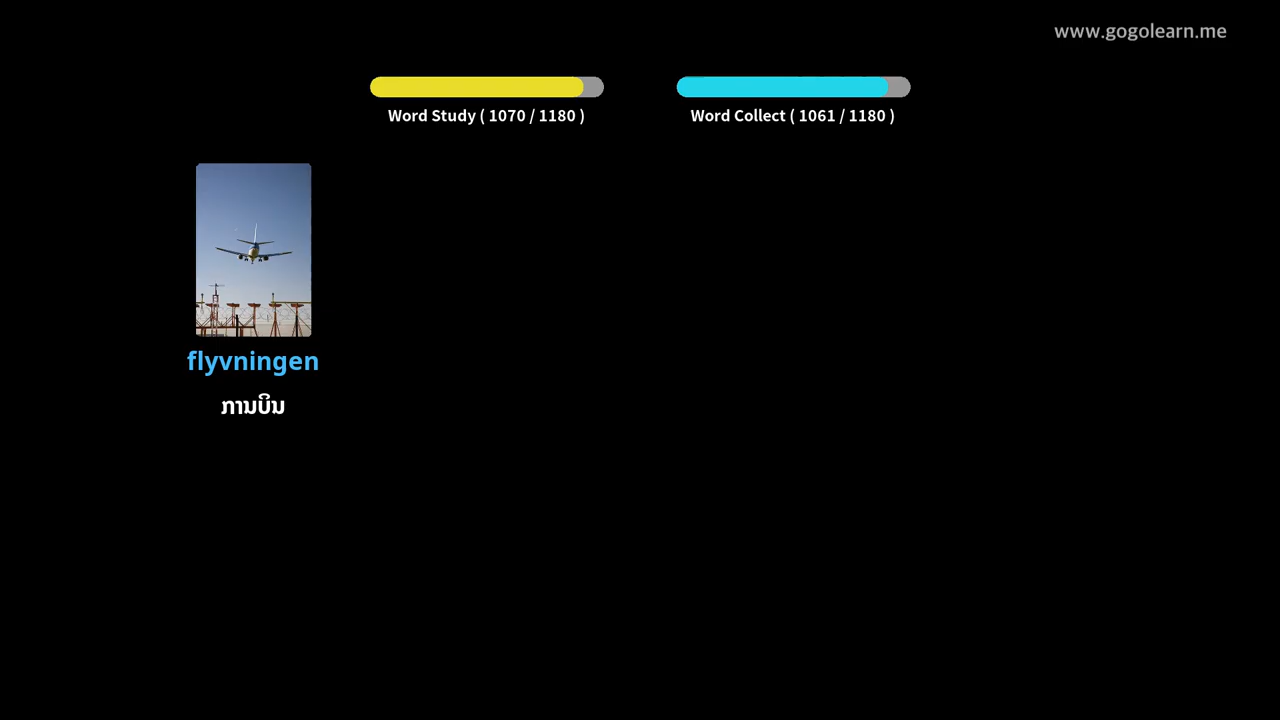 www.gogolearn.me
Word Study ( 1070 / 1180 )
Word Collect ( 1061 / 1180 )
flyvningen
ການບິນ